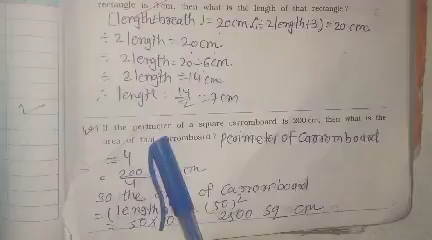 rectangle is 3cm, then what is the length of that rectangle?
(length+breath) = 20cm ∴ 2(length+3) = 20 cm
÷ 2length = 20cm
÷ 2length = 20-6cm
÷ 2length ÷ 14cm
∴ length = 14/2 = 7cm
If the perimeter of a square carromboard is 200cm, then what is the
area of that carromboard? Perimeter of Carromboard
÷ 4
= 200/4 cm
so the of Carromboard
= (length (50)²
= 50x 2500 sq cm